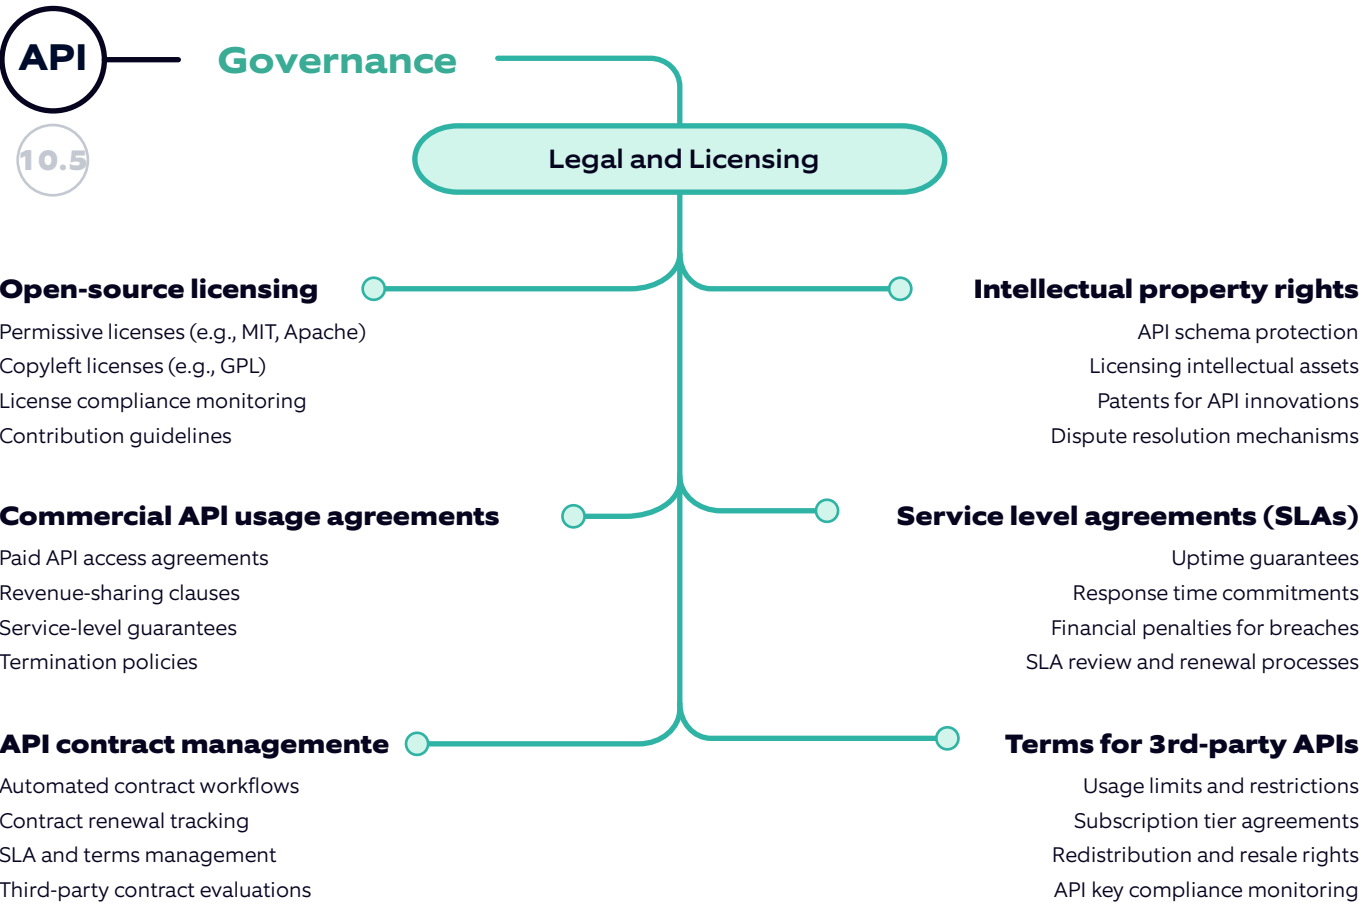 API
Governance
10.5
Legal and Licensing
Open-source licensing
Permissive licenses (e.g., MIT, Apache)
Copyleft licenses (e.g., GPL)
License compliance monitoring
Contribution guidelines
Intellectual property rights
API schema protection
Licensing intellectual assets
Patents for API innovations
Dispute resolution mechanisms
Commercial API usage agreements
Paid API access agreements
Revenue-sharing clauses
Service-level guarantees
Termination policies
Service level agreements (SLAs)
Uptime guarantees
Response time commitments
Financial penalties for breaches
SLA review and renewal processes
API contract managemente
Automated contract workflows
Contract renewal tracking
SLA and terms management
Third-party contract evaluations
Terms for 3rd-party APIs
Usage limits and restrictions
Subscription tier agreements
Redistribution and resale rights
API key compliance monitoring